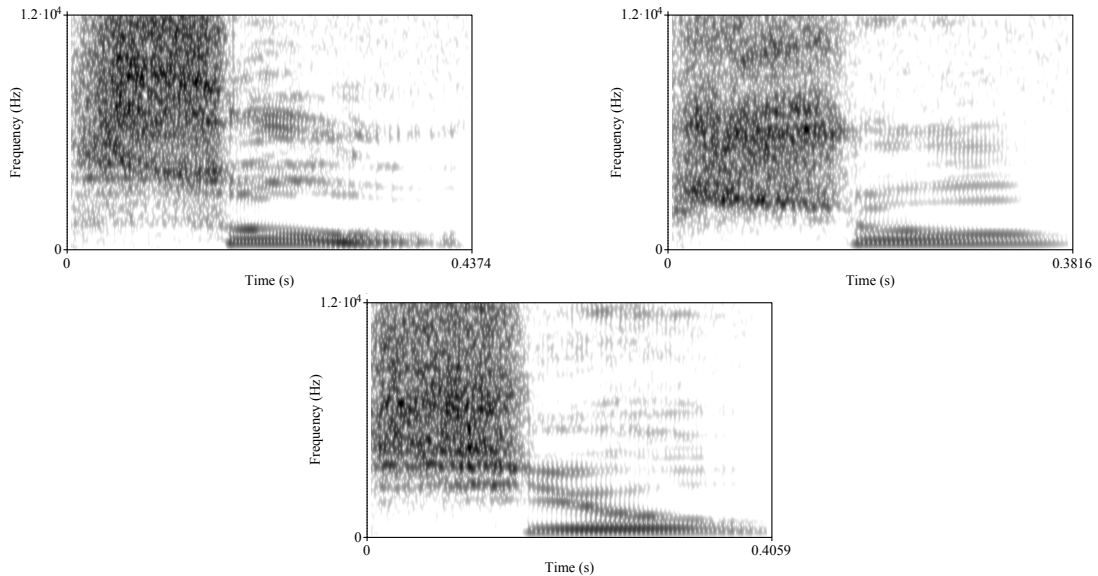 1.2·10⁴
Frequency (Hz)
0
0
0.4374
Time (s)
1.2·10⁴
Frequency (Hz)
0
0
0.3816
Time (s)
1.2·10⁴
Frequency (Hz)
0
0
0.4059
Time (s)